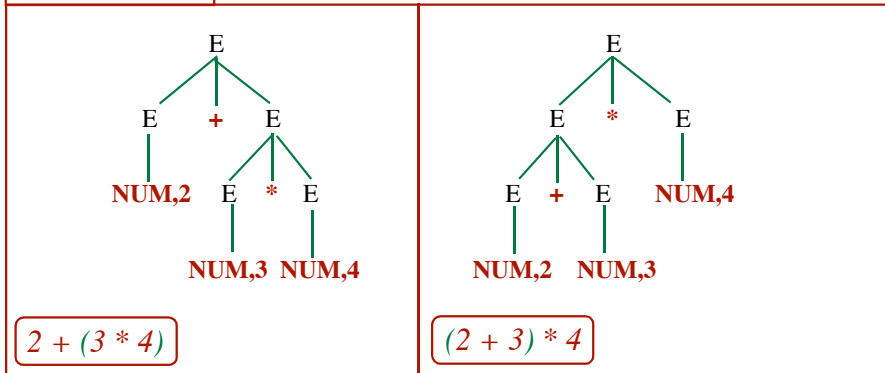 E
E + E
NUM,2 E * E
NUM,3 NUM,4
2 + (3 * 4)
E
E * E
E + E NUM,4
NUM,2 NUM,3
(2 + 3) * 4